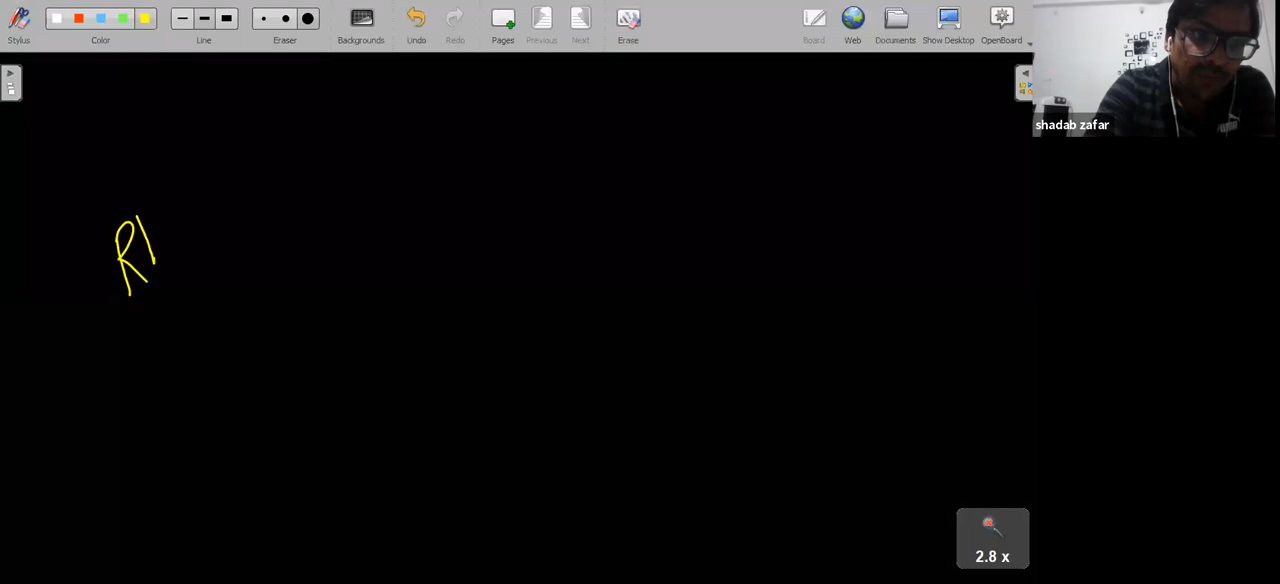 Stylus Color Line Eraser Backgrounds Undo Redo Pages Previous Next Erase Board Web Documents Show Desktop OpenBoard
shadab zafar
R1
2.8 x